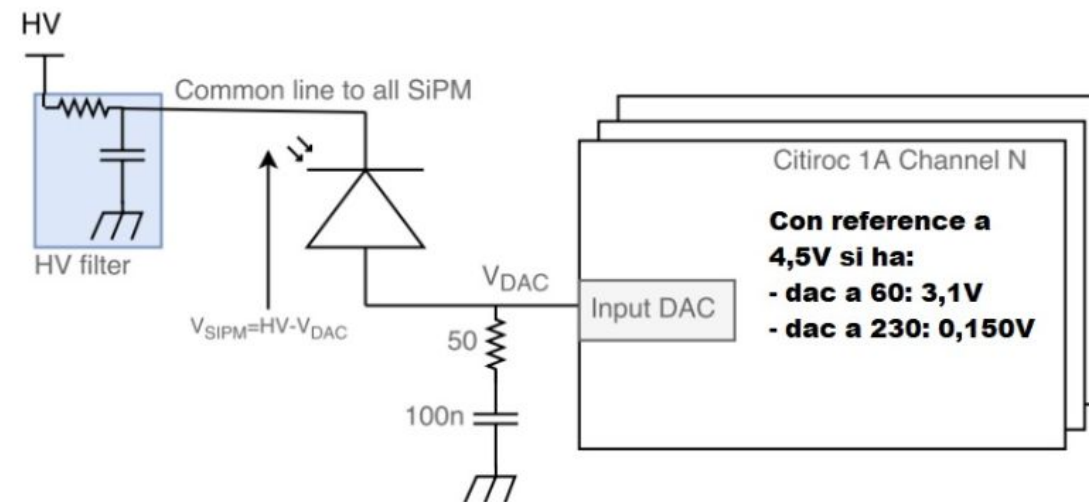 HV
Common line to all SiPM
HV filter
V_SIPM=HV-V_DAC
V_DAC
50
100n
Citiroc 1A Channel N
Input DAC
Con reference a
4,5V si ha:
- dac a 60: 3,1V
- dac a 230: 0,150V